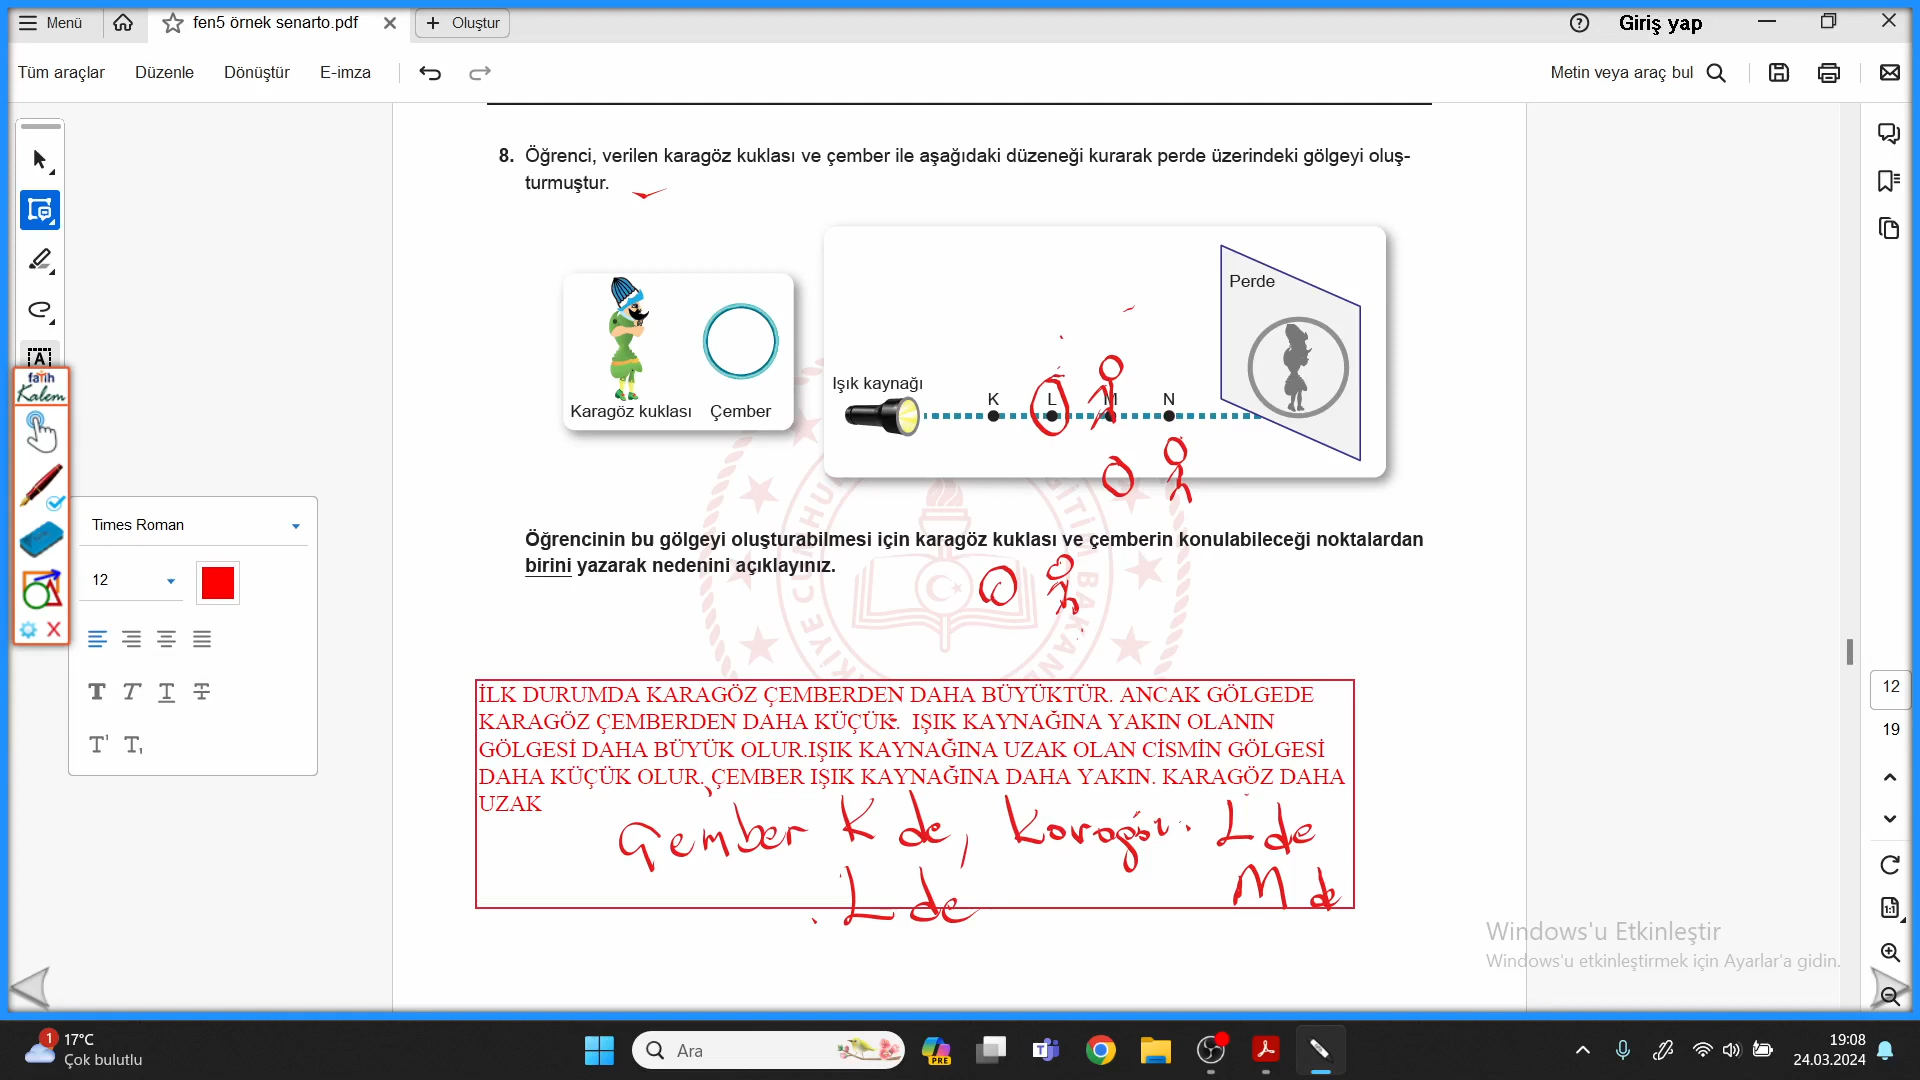 Menü
fen5 örnek senarto.pdf
Oluştur
Giriş yap
Tüm araçlar
Düzenle
Dönüştür
E-imza
Metin veya araç bul
8. Öğrenci, verilen karagöz kuklası ve çember ile aşağıdaki düzeneği kurarak perde üzerindeki gölgeyi oluş-
turmuştur.
Perde
Işık kaynağı
K L M N
Karagöz kuklası Çember
A
fatih
Kalem
Times Roman
12
Öğrencinin bu gölgeyi oluşturabilmesi için karagöz kuklası ve çemberin konulabileceği noktalardan
birini yazarak nedenini açıklayınız.
İLK DURUMDA KARAGÖZ ÇEMBERDEN DAHA BÜYÜKTÜR. ANCAK GÖLGEDE
KARAGÖZ ÇEMBERDEN DAHA KÜÇÜK. IŞIK KAYNAĞINA YAKIN OLANIN
GÖLGESİ DAHA BÜYÜK OLUR.IŞIK KAYNAĞINA UZAK OLAN CİSMİN GÖLGESİ
DAHA KÜÇÜK OLUR. ÇEMBER IŞIK KAYNAĞINA DAHA YAKIN. KARAGÖZ DAHA
UZAK
Çember K de, Karagöz L de
L de M de
12
19
Windows'u Etkinleştir
Windows'u etkinleştirmek için Ayarlar'a gidin.
1
17°C
Çok bulutlu
Ara
PRE
19:08
24.03.2024